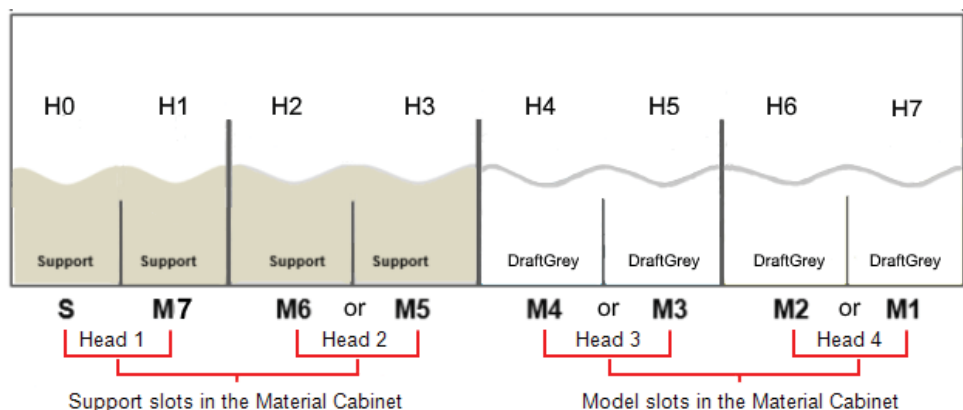 H0 H1 H2 H3 H4 H5 H6 H7
Support Support Support Support DraftGrey DraftGrey DraftGrey DraftGrey
S M7 M6 or M5 M4 or M3 M2 or M1
Head 1 Head 2 Head 3 Head 4
Support slots in the Material Cabinet Model slots in the Material Cabinet